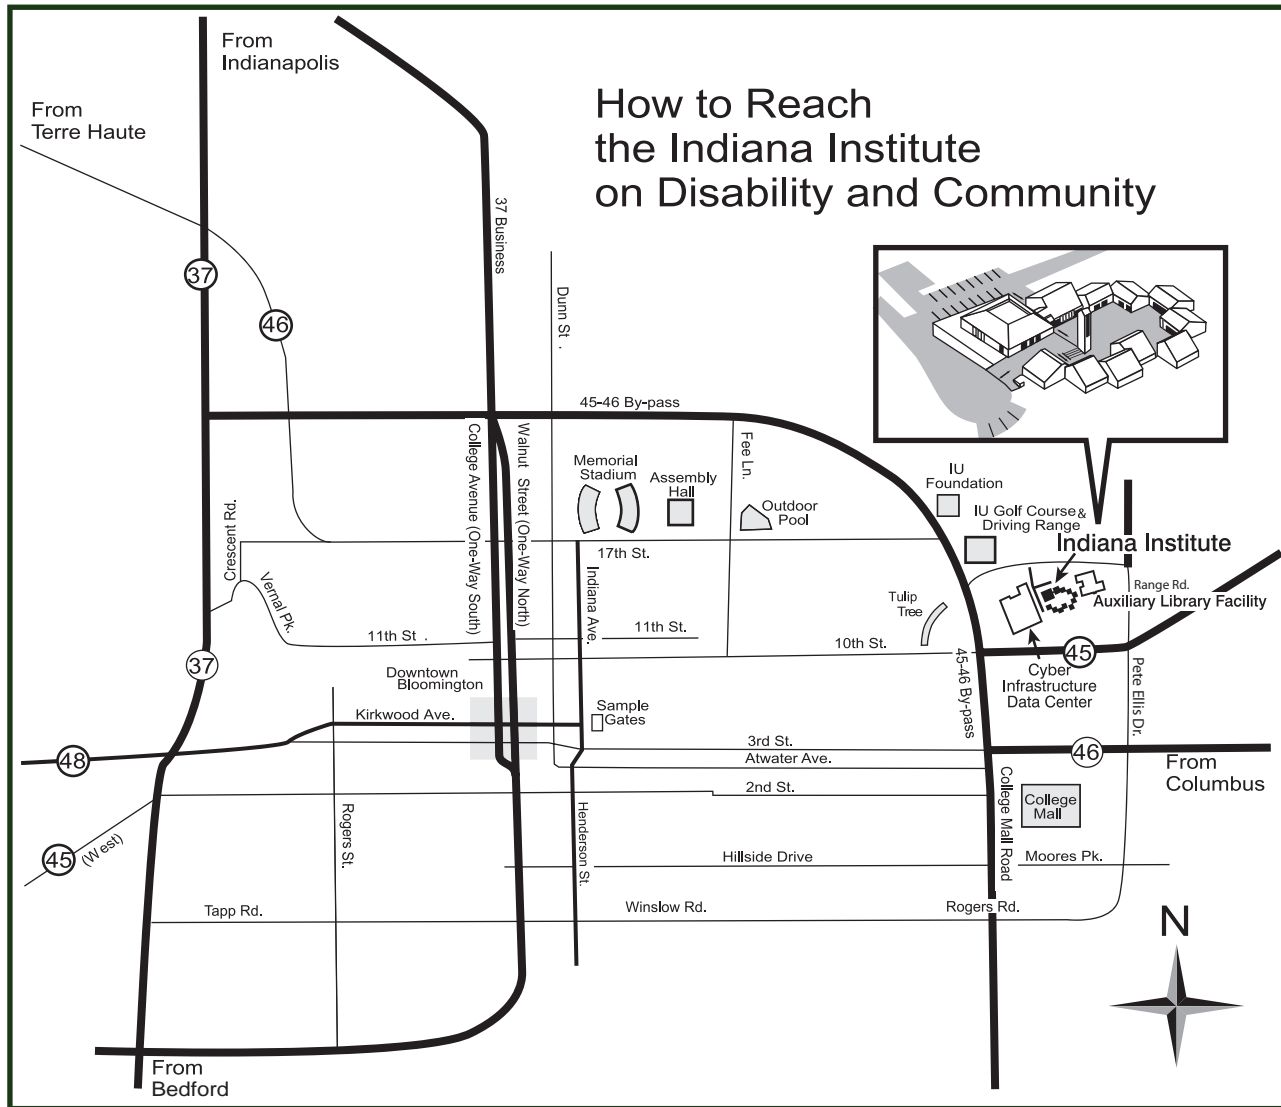 From
Indianapolis
From
Terre Haute
How to Reach
the Indiana Institute
on Disability and Community
37 Business
37
46
Dunn St .
45-46 By-pass
College Avenue (One-Way South)
Walnut Street (One-Way North)
Fee Ln.
Memorial
Stadium
Assembly
Hall
Outdoor
Pool
IU
Foundation
IU Golf Course &
Driving Range
Indiana Institute
17th St.
Crescent Rd.
Vernal Pk.
Indiana Ave.
Range Rd.
Auxiliary Library Facility
Tulip
Tree
11th St .
11th St.
10th St.
37
45
45-46 By-pass
Cyber
Infrastructure
Data Center
Pete Ellis Dr.
Downtown
Bloomington
Kirkwood Ave.
Sample
Gates
3rd St.
Atwater Ave.
46
From
Columbus
48
2nd St.
College Mall Road
College
Mall
Rogers St.
Henderson St.
45
(West)
Hillside Drive
Moores Pk.
Tapp Rd.
Winslow Rd.
Rogers Rd.
N
From
Bedford